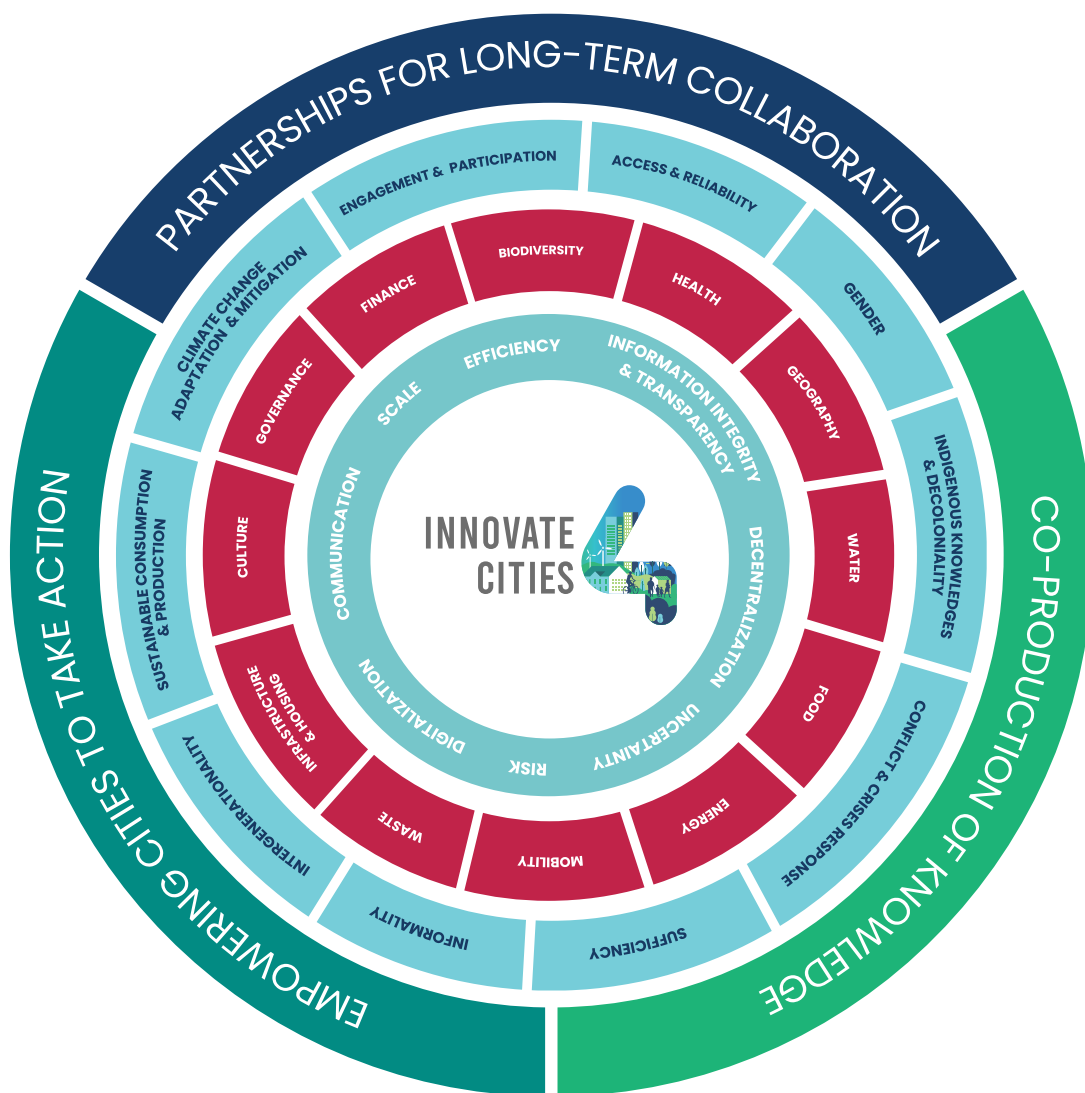 PARTNERSHIPS FOR LONG-TERM COLLABORATION
CO-PRODUCTION OF KNOWLEDGE
EMPOWERING CITIES TO TAKE ACTION
ENGAGEMENT & PARTICIPATION
ACCESS & RELIABILITY
GENDER
INDIGENOUS KNOWLEDGES
& DECOLONIALITY
CONFLICT & CRISES RESPONSE
SUFFICIENCY
INFORMALITY
INTERGENERATIONALITY
SUSTAINABLE CONSUMPTION
& PRODUCTION
CLIMATE CHANGE
ADAPTATION & MITIGATION
BIODIVERSITY
HEALTH
GEOGRAPHY
WATER
FOOD
ENERGY
MOBILITY
WASTE
INFRASTRUCTURE
& HOUSING
CULTURE
GOVERNANCE
FINANCE
EFFICIENCY
INFORMATION INTEGRITY
& TRANSPARENCY
DECENTRALIZATION
UNCERTAINTY
RISK
DIGITALIZATION
COMMUNICATION
SCALE
INNOVATE
CITIES
4